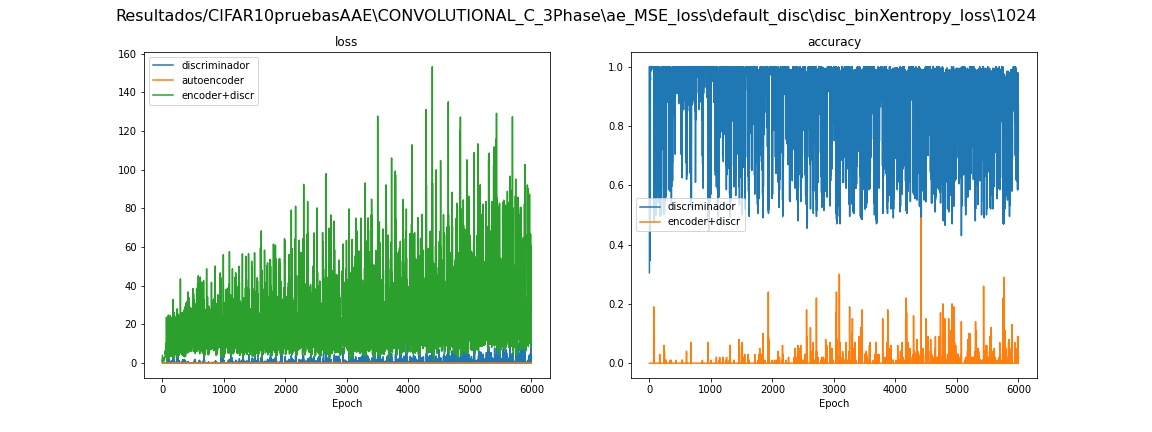 Resultados/CIFAR10pruebasAAE\CONVOLUTIONAL_C_3Phase\ae_MSE_loss\default_disc\disc_binXentropy_loss\1024
loss
160
140
120
100
80
60
40
20
0
discriminador
autoencoder
encoder+discr
0 1000 2000 3000 4000 5000 6000
Epoch
accuracy
1.0
0.8
0.6
0.4
0.2
0.0
discriminador
encoder+discr
0 1000 2000 3000 4000 5000 6000
Epoch